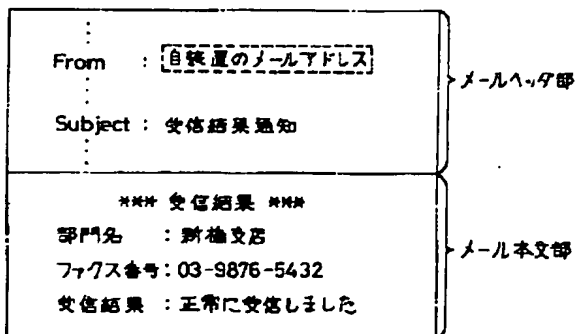 From : 自装置のメールアドレス
メールヘッダ部
Subject : 受信結果通知
*** 受信結果 ***
部門名 : 新橋支店
ファクス番号 : 03-9876-5432
メール本文部
受信結果 : 正常に受信しました